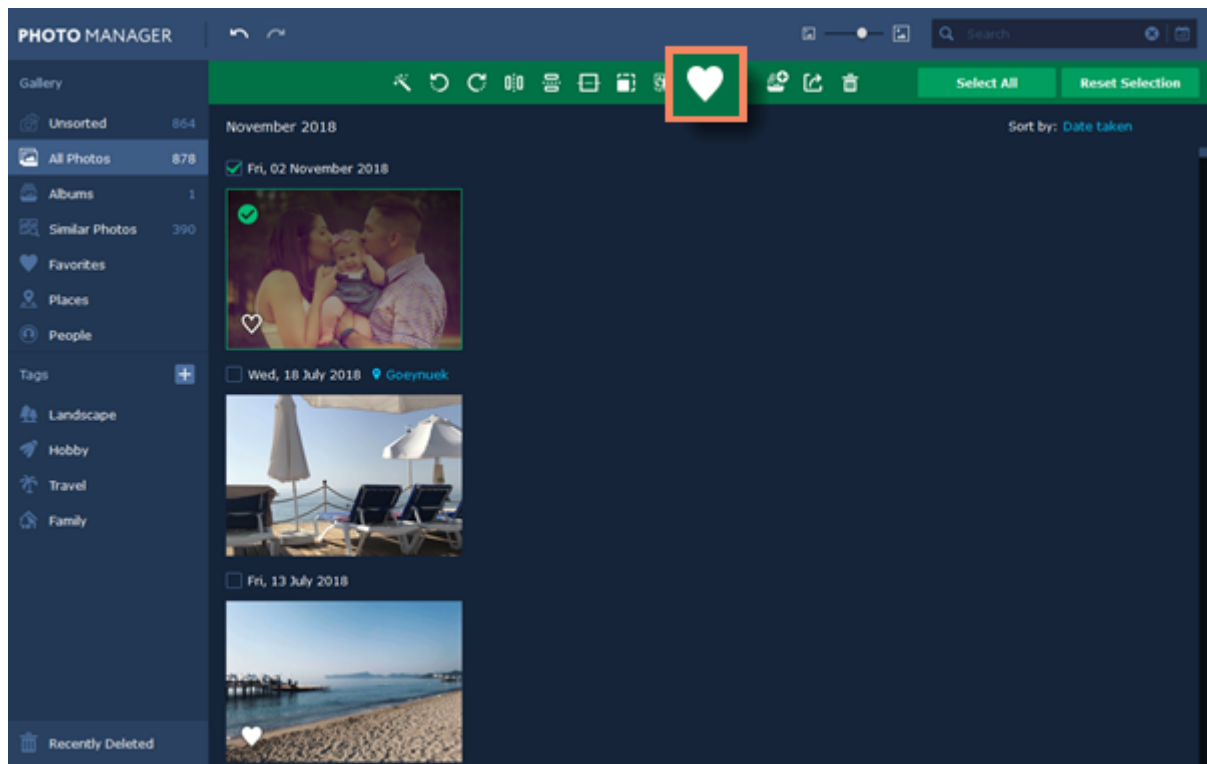 PHOTO MANAGER
Search
Gallery
Select All
Reset Selection
Unsorted 864
All Photos 878
Albums 1
Similar Photos 390
Favorites
Places
People
Tags
Landscape
Hobby
Travel
Family
Recently Deleted
November 2018
Sort by: Date taken
Fri, 02 November 2018
Wed, 18 July 2018 Goeynuek
Fri, 13 July 2018